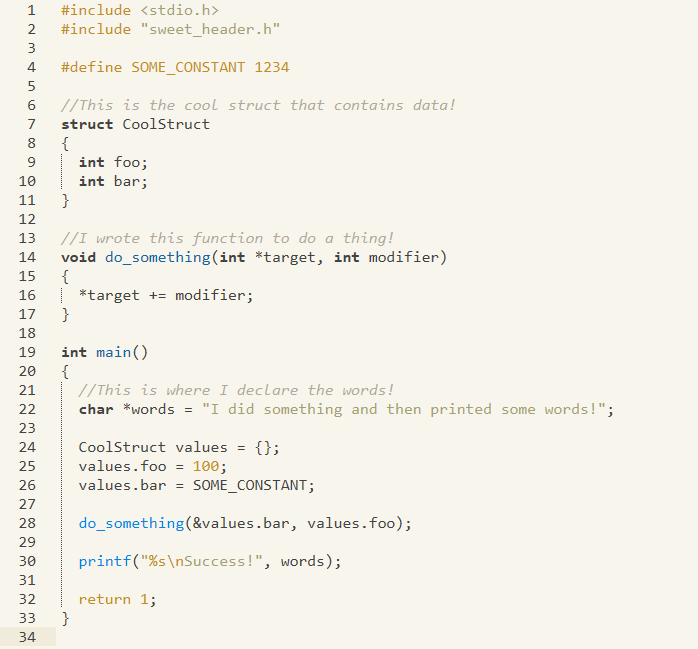 1 #include <stdio.h>
2 #include "sweet_header.h"
3
4 #define SOME_CONSTANT 1234
5
6 //This is the cool struct that contains data!
7 struct CoolStruct
8 {
9   int foo;
10   int bar;
11 }
12
13 //I wrote this function to do a thing!
14 void do_something(int *target, int modifier)
15 {
16   *target += modifier;
17 }
18
19 int main()
20 {
21   //This is where I declare the words!
22   char *words = "I did something and then printed some words!";
23
24   CoolStruct values = {};
25   values.foo = 100;
26   values.bar = SOME_CONSTANT;
27
28   do_something(&values.bar, values.foo);
29
30   printf("%s\nSuccess!", words);
31
32   return 1;
33 }
34